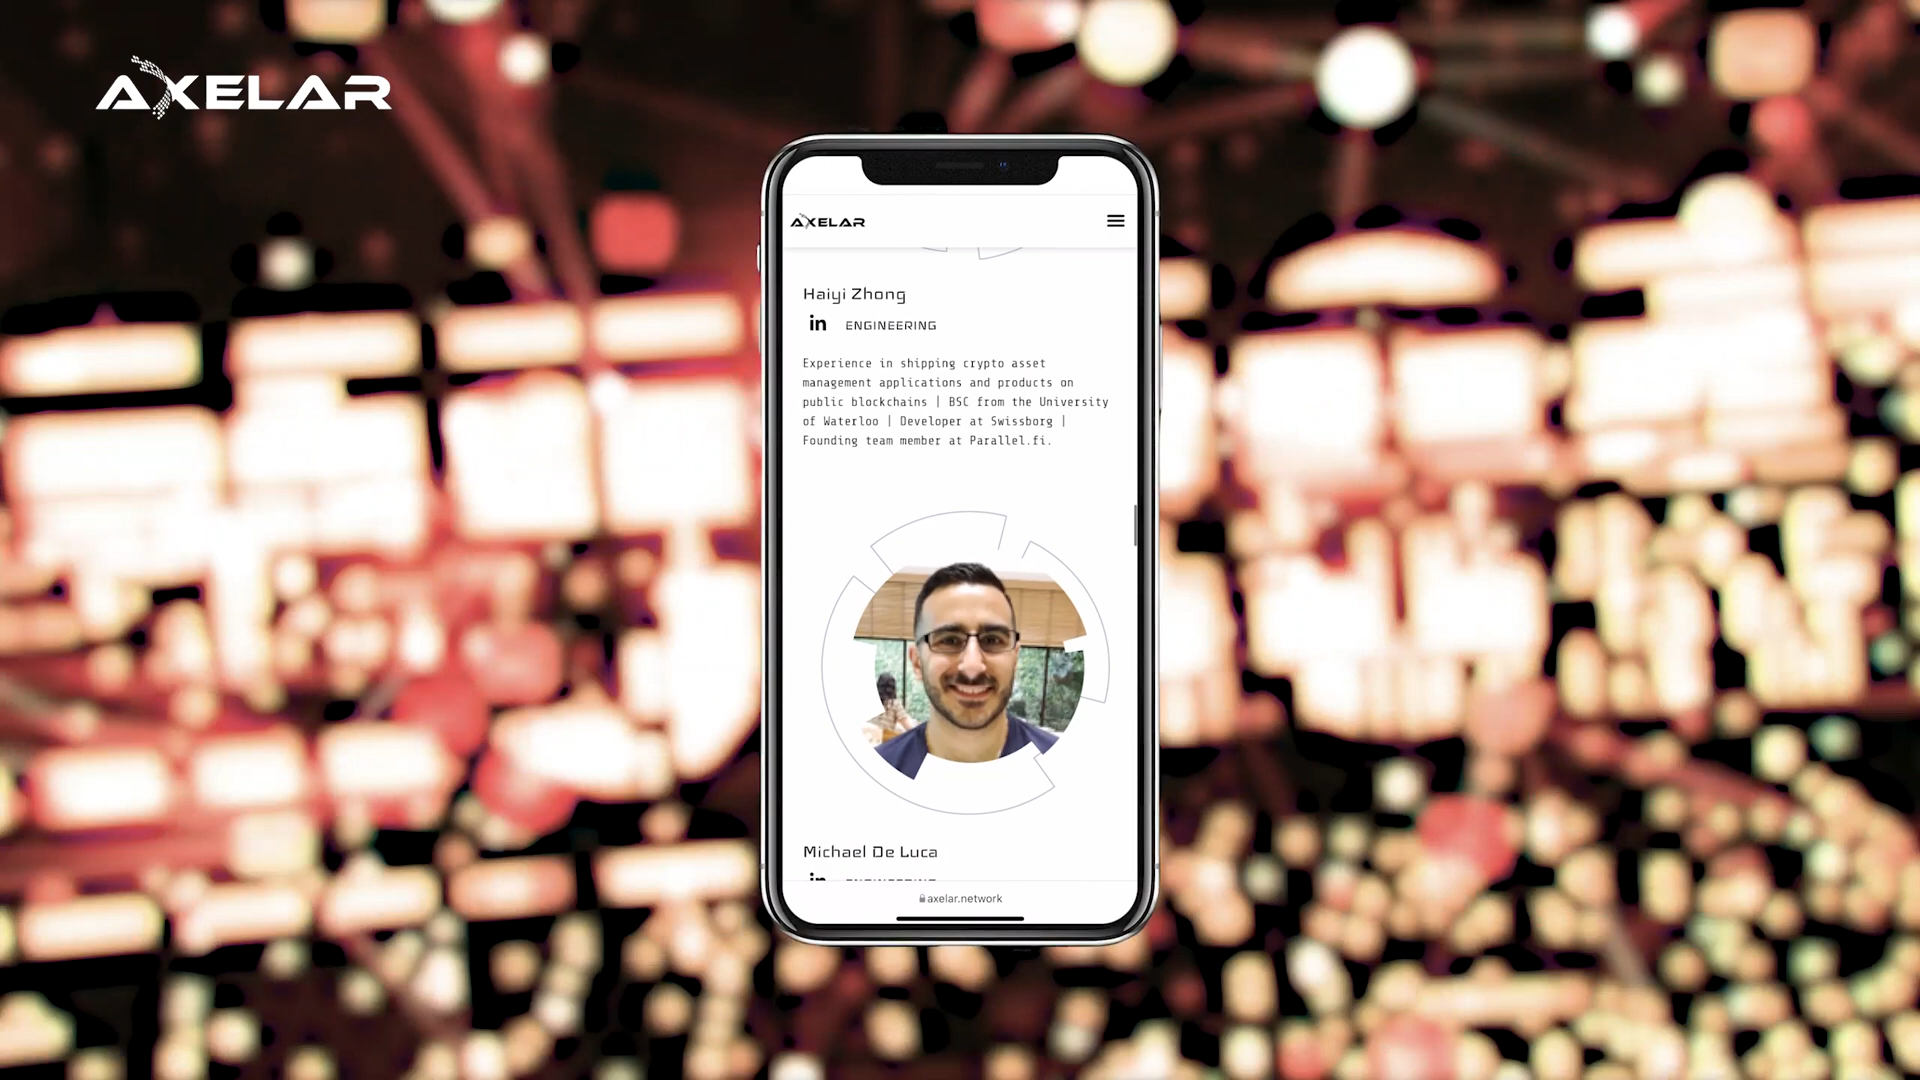 AXELAR
AXELAR
Haiyi Zhong
in ENGINEERING
Experience in shipping crypto asset
management applications and products on
public blockchains | BSC from the University
of Waterloo | Developer at Swissborg |
Founding team member at Parallel.fi.
Michael De Luca
in ENGINEERING
axelar.network